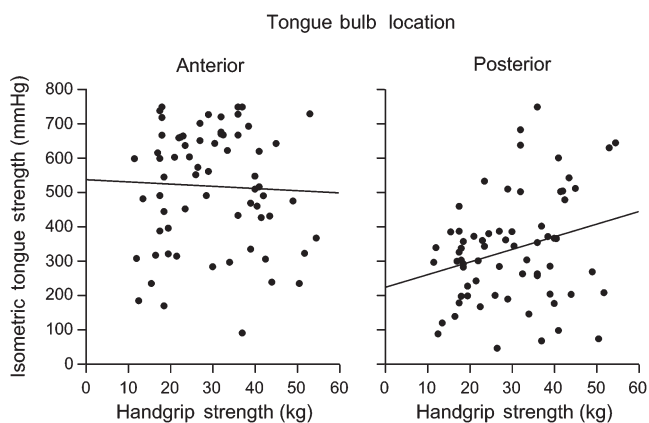 Tongue bulb location
Anterior
Posterior
Isometric tongue strength (mmHg)
800
700
600
500
400
300
200
100
0
0 10 20 30 40 50 60
0 10 20 30 40 50 60
Handgrip strength (kg)
Handgrip strength (kg)